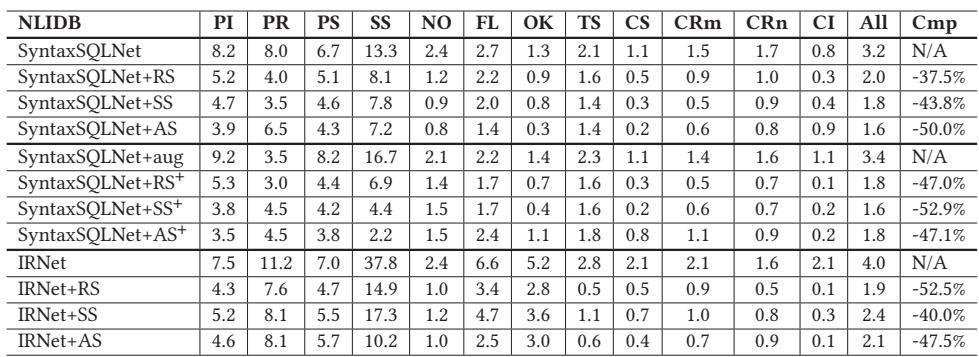 NLIDB PI PR PS SS NO FL OK TS CS CRm CRn CI All Cmp
SyntaxSQLNet 8.2 8.0 6.7 13.3 2.4 2.7 1.3 2.1 1.1 1.5 1.7 0.8 3.2 N/A
SyntaxSQLNet+RS 5.2 4.0 5.1 8.1 1.2 2.2 0.9 1.6 0.5 0.9 1.0 0.3 2.0 -37.5%
SyntaxSQLNet+SS 4.7 3.5 4.6 7.8 0.9 2.0 0.8 1.4 0.3 0.5 0.9 0.4 1.8 -43.8%
SyntaxSQLNet+AS 3.9 6.5 4.3 7.2 0.8 1.4 0.3 1.4 0.2 0.6 0.8 0.9 1.6 -50.0%
SyntaxSQLNet+aug 9.2 3.5 8.2 16.7 2.1 2.2 1.4 2.3 1.1 1.4 1.6 1.1 3.4 N/A
SyntaxSQLNet+RS⁺ 5.3 3.0 4.4 6.9 1.4 1.7 0.7 1.6 0.3 0.5 0.7 0.1 1.8 -47.0%
SyntaxSQLNet+SS⁺ 3.8 4.5 4.2 4.4 1.5 1.7 0.4 1.6 0.2 0.6 0.7 0.2 1.6 -52.9%
SyntaxSQLNet+AS⁺ 3.5 4.5 3.8 2.2 1.5 2.4 1.1 1.8 0.8 1.1 0.9 0.2 1.8 -47.1%
IRNet 7.5 11.2 7.0 37.8 2.4 6.6 5.2 2.8 2.1 2.1 1.6 2.1 4.0 N/A
IRNet+RS 4.3 7.6 4.7 14.9 1.0 3.4 2.8 0.5 0.5 0.9 0.5 0.1 1.9 -52.5%
IRNet+SS 5.2 8.1 5.5 17.3 1.2 4.7 3.6 1.1 0.7 1.0 0.8 0.3 2.4 -40.0%
IRNet+AS 4.6 8.1 5.7 10.2 1.0 2.5 3.0 0.6 0.4 0.7 0.9 0.1 2.1 -47.5%